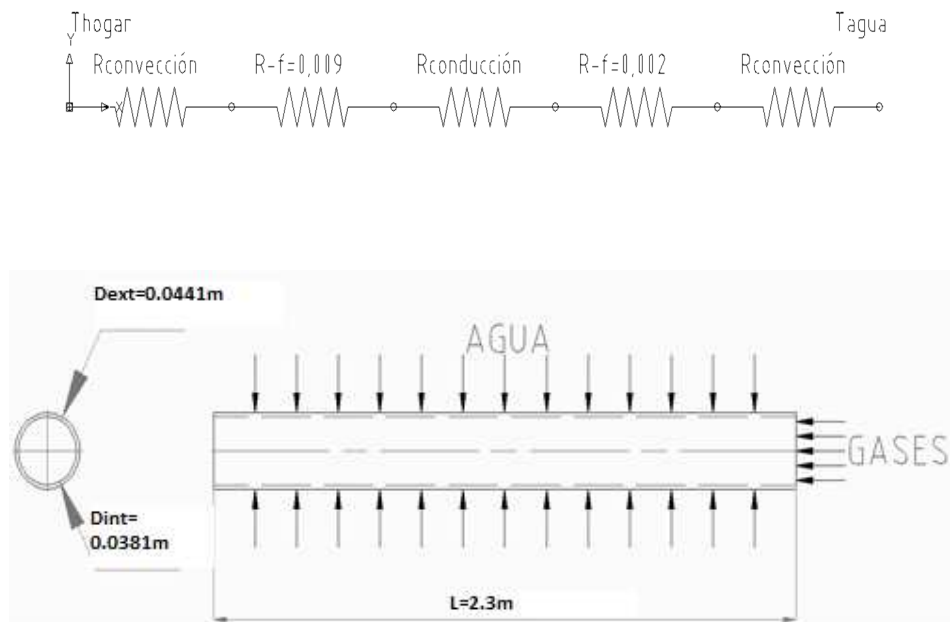 Thogar
Tagua
Y
Rconvección
R-f=0,009
Rconducción
R-f=0,002
Rconvección
X
Dext=0.0441m
AGUA
GASES
Dint=
0.0381m
L=2.3m